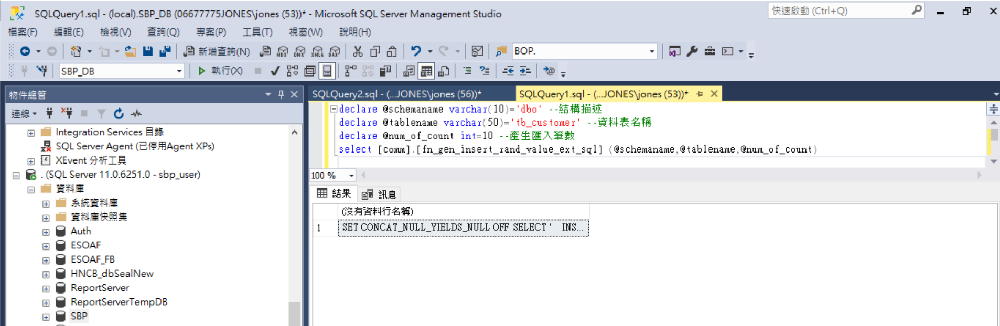 SQLQuery1.sql - (local).SBP_DB (06677775JONES\jones (53))* - Microsoft SQL Server Management Studio
快速啟動 (Ctrl+Q)
檔案(F) 編輯(E) 檢視(V) 查詢(Q) 專案(P) 工具(T) 視窗(W) 說明(H)
新增查詢(N) MDX DMX XMLA DAX BOP.
SBP_DB 執行(X)
物件總管
連線
Integration Services 目錄
SQL Server Agent (已停用Agent XPs)
XEvent 分析工具
. (SQL Server 11.0.6251.0 - sbp_user)
資料庫
系統資料庫
資料庫快照集
Auth
ESOAF
ESOAF_FB
HNCB_dbSealNew
ReportServer
ReportServerTempDB
SBP
SQLQuery2.sql - (...JONES\jones (56))* SQLQuery1.sql - (...JONES\jones (53))*
declare @schemaname varchar(10)='dbo' --結構描述
declare @tablename varchar(50)='tb_customer' --資料表名稱
declare @num_of_count int=10 --產生匯入筆數
select [comm].[fn_gen_insert_rand_value_ext_sql] (@schemaname,@tablename,@num_of_count)
100 %
結果 訊息
(沒有資料行名稱)
1 SET CONCAT_NULL_YIELDS_NULL OFF SELECT ' INS...